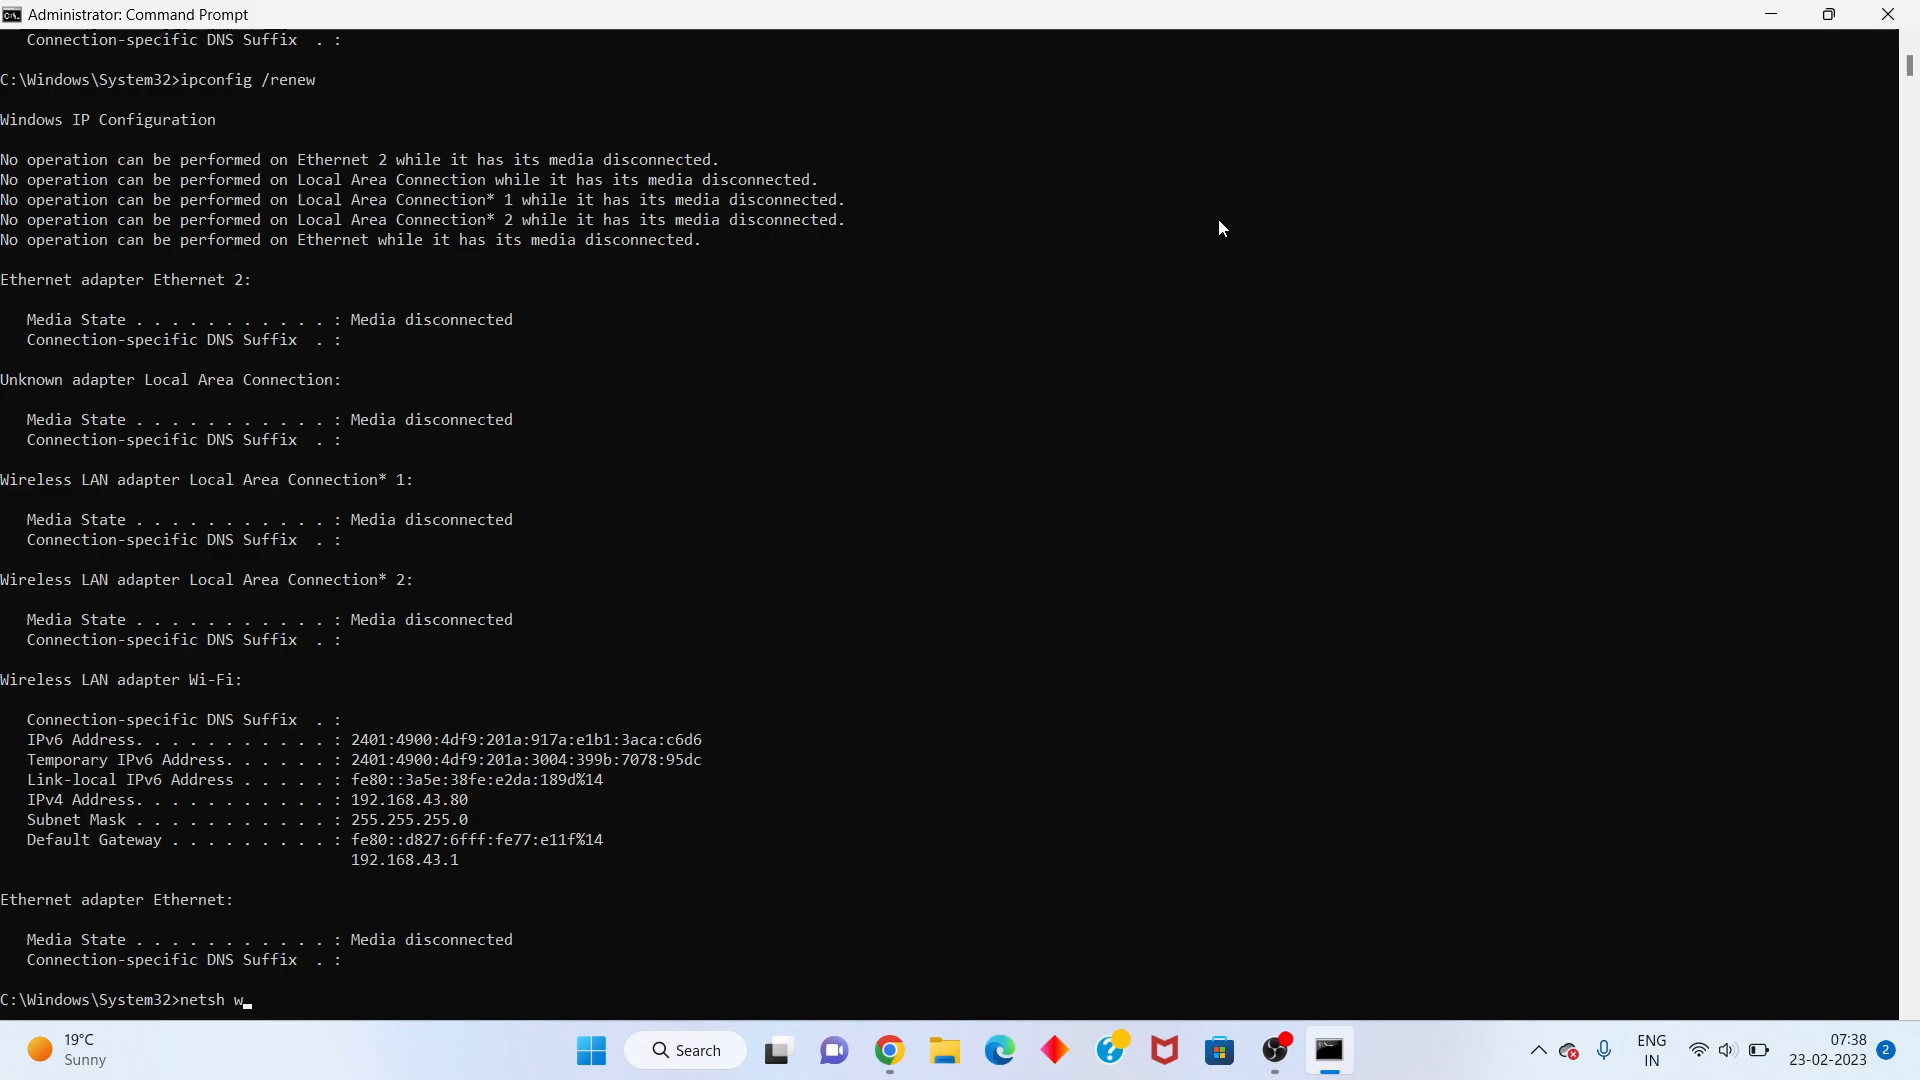 Administrator: Command Prompt
Connection-specific DNS Suffix  . :
C:\Windows\System32>ipconfig /renew
Windows IP Configuration
No operation can be performed on Ethernet 2 while it has its media disconnected.
No operation can be performed on Local Area Connection while it has its media disconnected.
No operation can be performed on Local Area Connection* 1 while it has its media disconnected.
No operation can be performed on Local Area Connection* 2 while it has its media disconnected.
No operation can be performed on Ethernet while it has its media disconnected.
Ethernet adapter Ethernet 2:
Media State . . . . . . . . . . . : Media disconnected
Connection-specific DNS Suffix  . :
Unknown adapter Local Area Connection:
Media State . . . . . . . . . . . : Media disconnected
Connection-specific DNS Suffix  . :
Wireless LAN adapter Local Area Connection* 1:
Media State . . . . . . . . . . . : Media disconnected
Connection-specific DNS Suffix  . :
Wireless LAN adapter Local Area Connection* 2:
Media State . . . . . . . . . . . : Media disconnected
Connection-specific DNS Suffix  . :
Wireless LAN adapter Wi-Fi:
Connection-specific DNS Suffix  . :
IPv6 Address. . . . . . . . . . . : 2401:4900:4df9:201a:917a:e1b1:3aca:c6d6
Temporary IPv6 Address. . . . . . : 2401:4900:4df9:201a:3004:399b:7078:95dc
Link-local IPv6 Address . . . . . : fe80::3a5e:38fe:e2da:189d%14
IPv4 Address. . . . . . . . . . . : 192.168.43.80
Subnet Mask . . . . . . . . . . . : 255.255.255.0
Default Gateway . . . . . . . . . : fe80::d827:6fff:fe77:e11f%14
192.168.43.1
Ethernet adapter Ethernet:
Media State . . . . . . . . . . . : Media disconnected
Connection-specific DNS Suffix  . :
C:\Windows\System32>netsh w
19°C
Sunny
Search
ENG
IN
07:38
23-02-2023
2